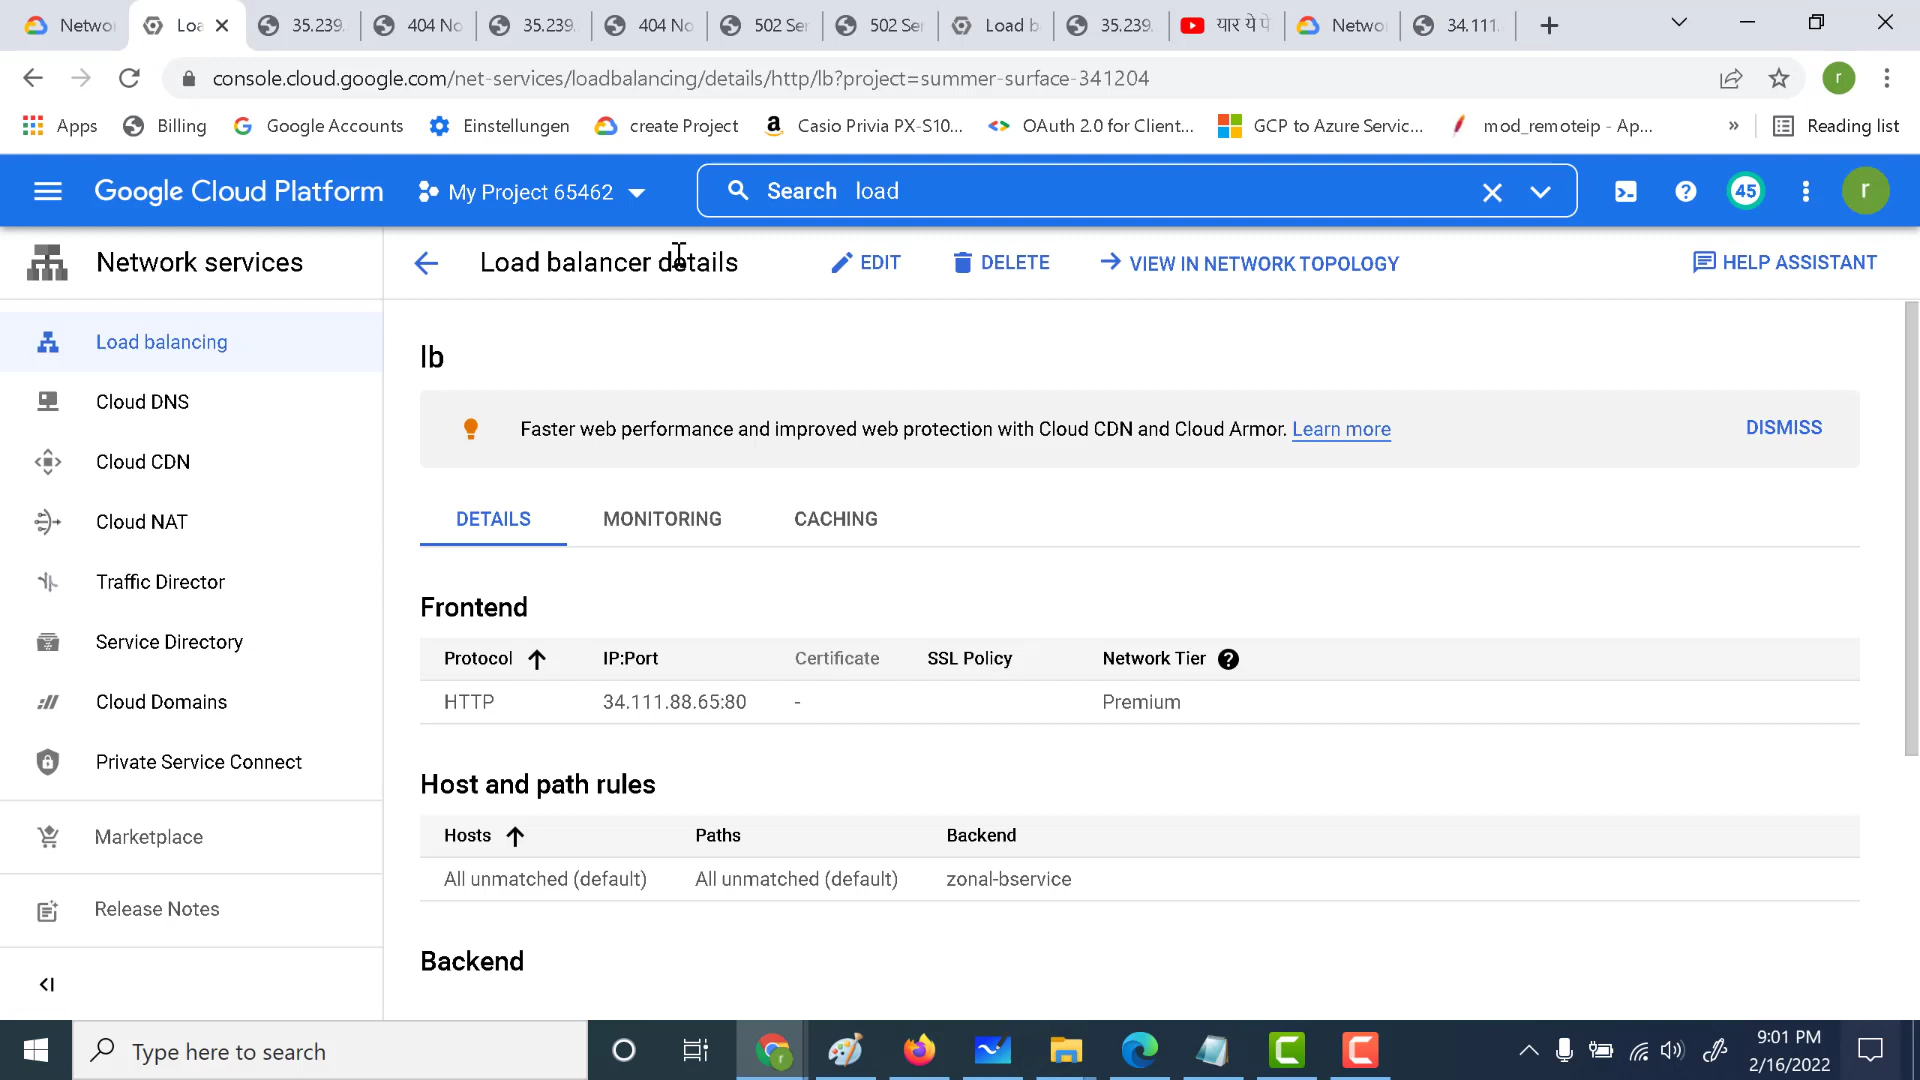 Networ
Loa
35.239.
404 No
35.239.
404 No
502 Ser
502 Ser
Load b
35.239.
यार ये पे
Networ
34.111.
console.cloud.google.com/net-services/loadbalancing/details/http/lb?project=summer-surface-341204
r
Apps
Billing
Google Accounts
Einstellungen
create Project
Casio Privia PX-S10...
OAuth 2.0 for Client...
GCP to Azure Servic...
mod_remoteip - Ap...
»
Reading list
Google Cloud Platform
My Project 65462
Search load
45
r
Network services
Load balancer details
EDIT
DELETE
VIEW IN NETWORK TOPOLOGY
HELP ASSISTANT
Load balancing
Cloud DNS
Cloud CDN
Cloud NAT
Traffic Director
Service Directory
Cloud Domains
Private Service Connect
Marketplace
Release Notes
lb
Faster web performance and improved web protection with Cloud CDN and Cloud Armor. Learn more
DISMISS
DETAILS MONITORING CACHING
Frontend
Protocol IP:Port Certificate SSL Policy Network Tier
HTTP 34.111.88.65:80 - Premium
Host and path rules
Hosts Paths Backend
All unmatched (default) All unmatched (default) zonal-bservice
Backend
Type here to search
9:01 PM
2/16/2022